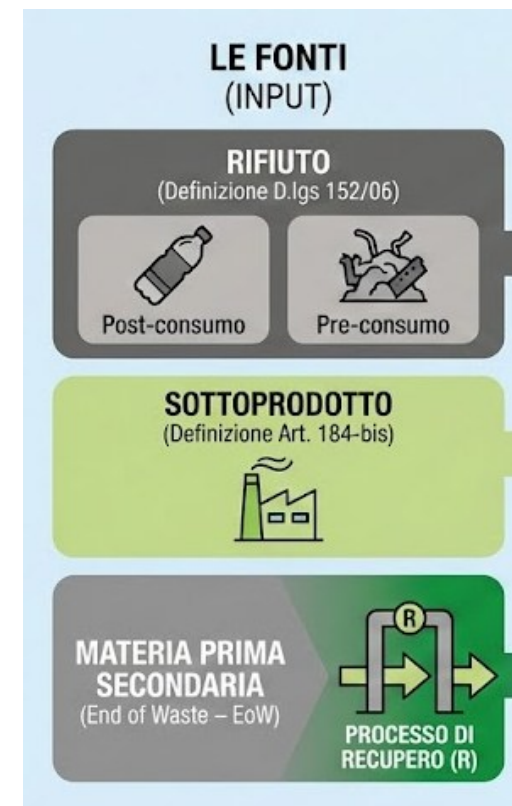 LE FONTI
(INPUT)
RIFIUTO
(Definizione D.lgs 152/06)
Post-consumo
Pre-consumo
SOTTOPRODOTTO
(Definizione Art. 184-bis)
MATERIA PRIMA
SECONDARIA
(End of Waste – EoW)
R
PROCESSO DI
RECUPERO (R)